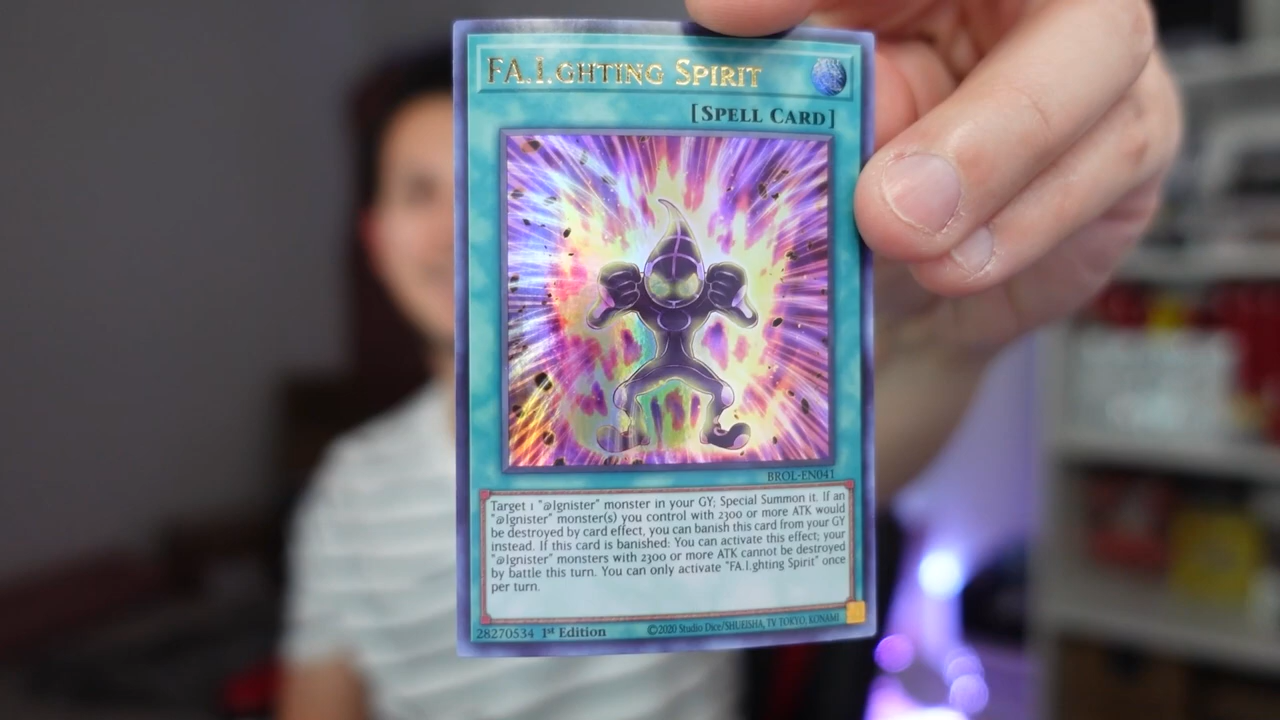 FA.I.GHTING SPIRIT
[SPELL CARD]
BROL-EN041
Target 1 "@Ignister" monster in your GY; Special Summon it. If an
"@Ignister" monster(s) you control with 2300 or more ATK would
be destroyed by card effect, you can banish this card from your GY
instead. If this card is banished: You can activate this effect; your
"@Ignister" monsters with 2300 or more ATK cannot be destroyed
by battle this turn. You can only activate "FA.I.ghting Spirit" once
per turn.
28270534 1st Edition ©2020 Studio Dice/SHUEISHA, TV TOKYO, KONAMI